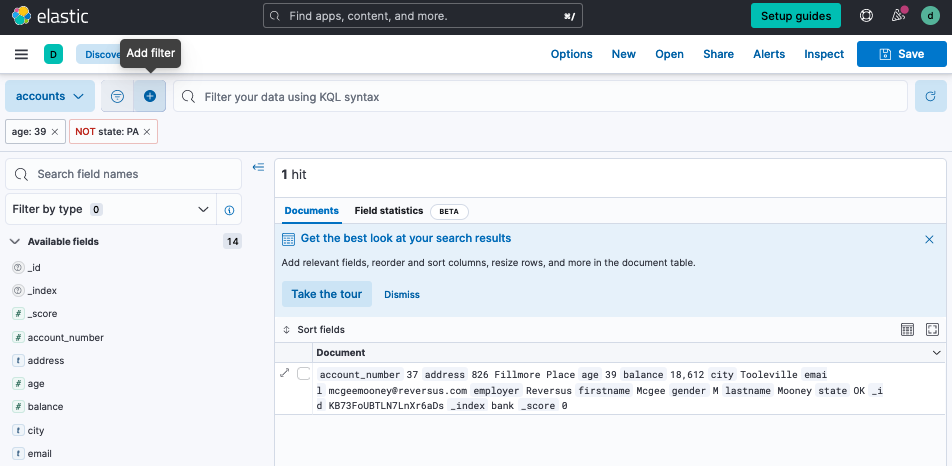 elastic
Find apps, content, and more.
⌘/
Setup guides
d
D
Discove
Add filter
Options
New
Open
Share
Alerts
Inspect
Save
accounts
Filter your data using KQL syntax
age: 39 ×
NOT state: PA ×
Search field names
Filter by type 0
Available fields 14
_id
_index
# _score
# account_number
t address
# age
# balance
t city
t email
1 hit
Documents
Field statistics
BETA
Get the best look at your search results
Add relevant fields, reorder and sort columns, resize rows, and more in the document table.
Take the tour
Dismiss
Sort fields
Document
account_number 37 address 826 Fillmore Place age 39 balance 18,612 city Tooleville emai
l mcgeemooney@reversus.com employer Reversus firstname Mcgee gender M lastname Mooney state OK _i
d KB73FoUBTLN7LnXr6aDs _index bank _score 0